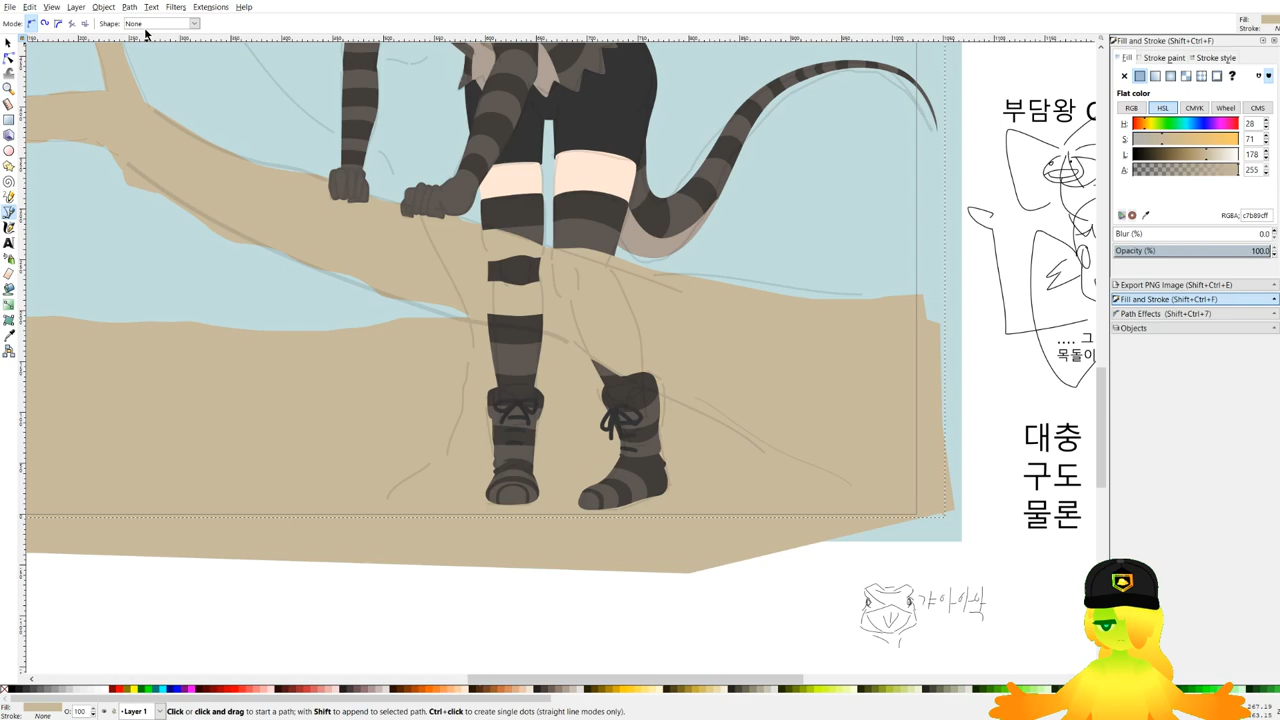 File Edit View Layer Object Path Text Filters Extensions Help
Mode: Shape: None Fill: Stroke: N
Fill and Stroke (Shift+Ctrl+F)
Fill Stroke paint Stroke style
Flat color
RGB HSL CMYK Wheel CMS
H: 28
S: 71
L: 178
A: 255
RGBA: c7b89cff
Blur (%) 0.0
Opacity (%) 100.0
Export PNG Image (Shift+Ctrl+E)
Fill and Stroke (Shift+Ctrl+F)
Path Effects (Shift+Ctrl+7)
Objects
부담왕
.... 그
목돌이
대충
구도
물론
갸아아악
Fill: O: 100 Layer 1 Click or click and drag to start a path; with Shift to append to selected path. Ctrl+click to create single dots (straight line modes only).
Stroke: None